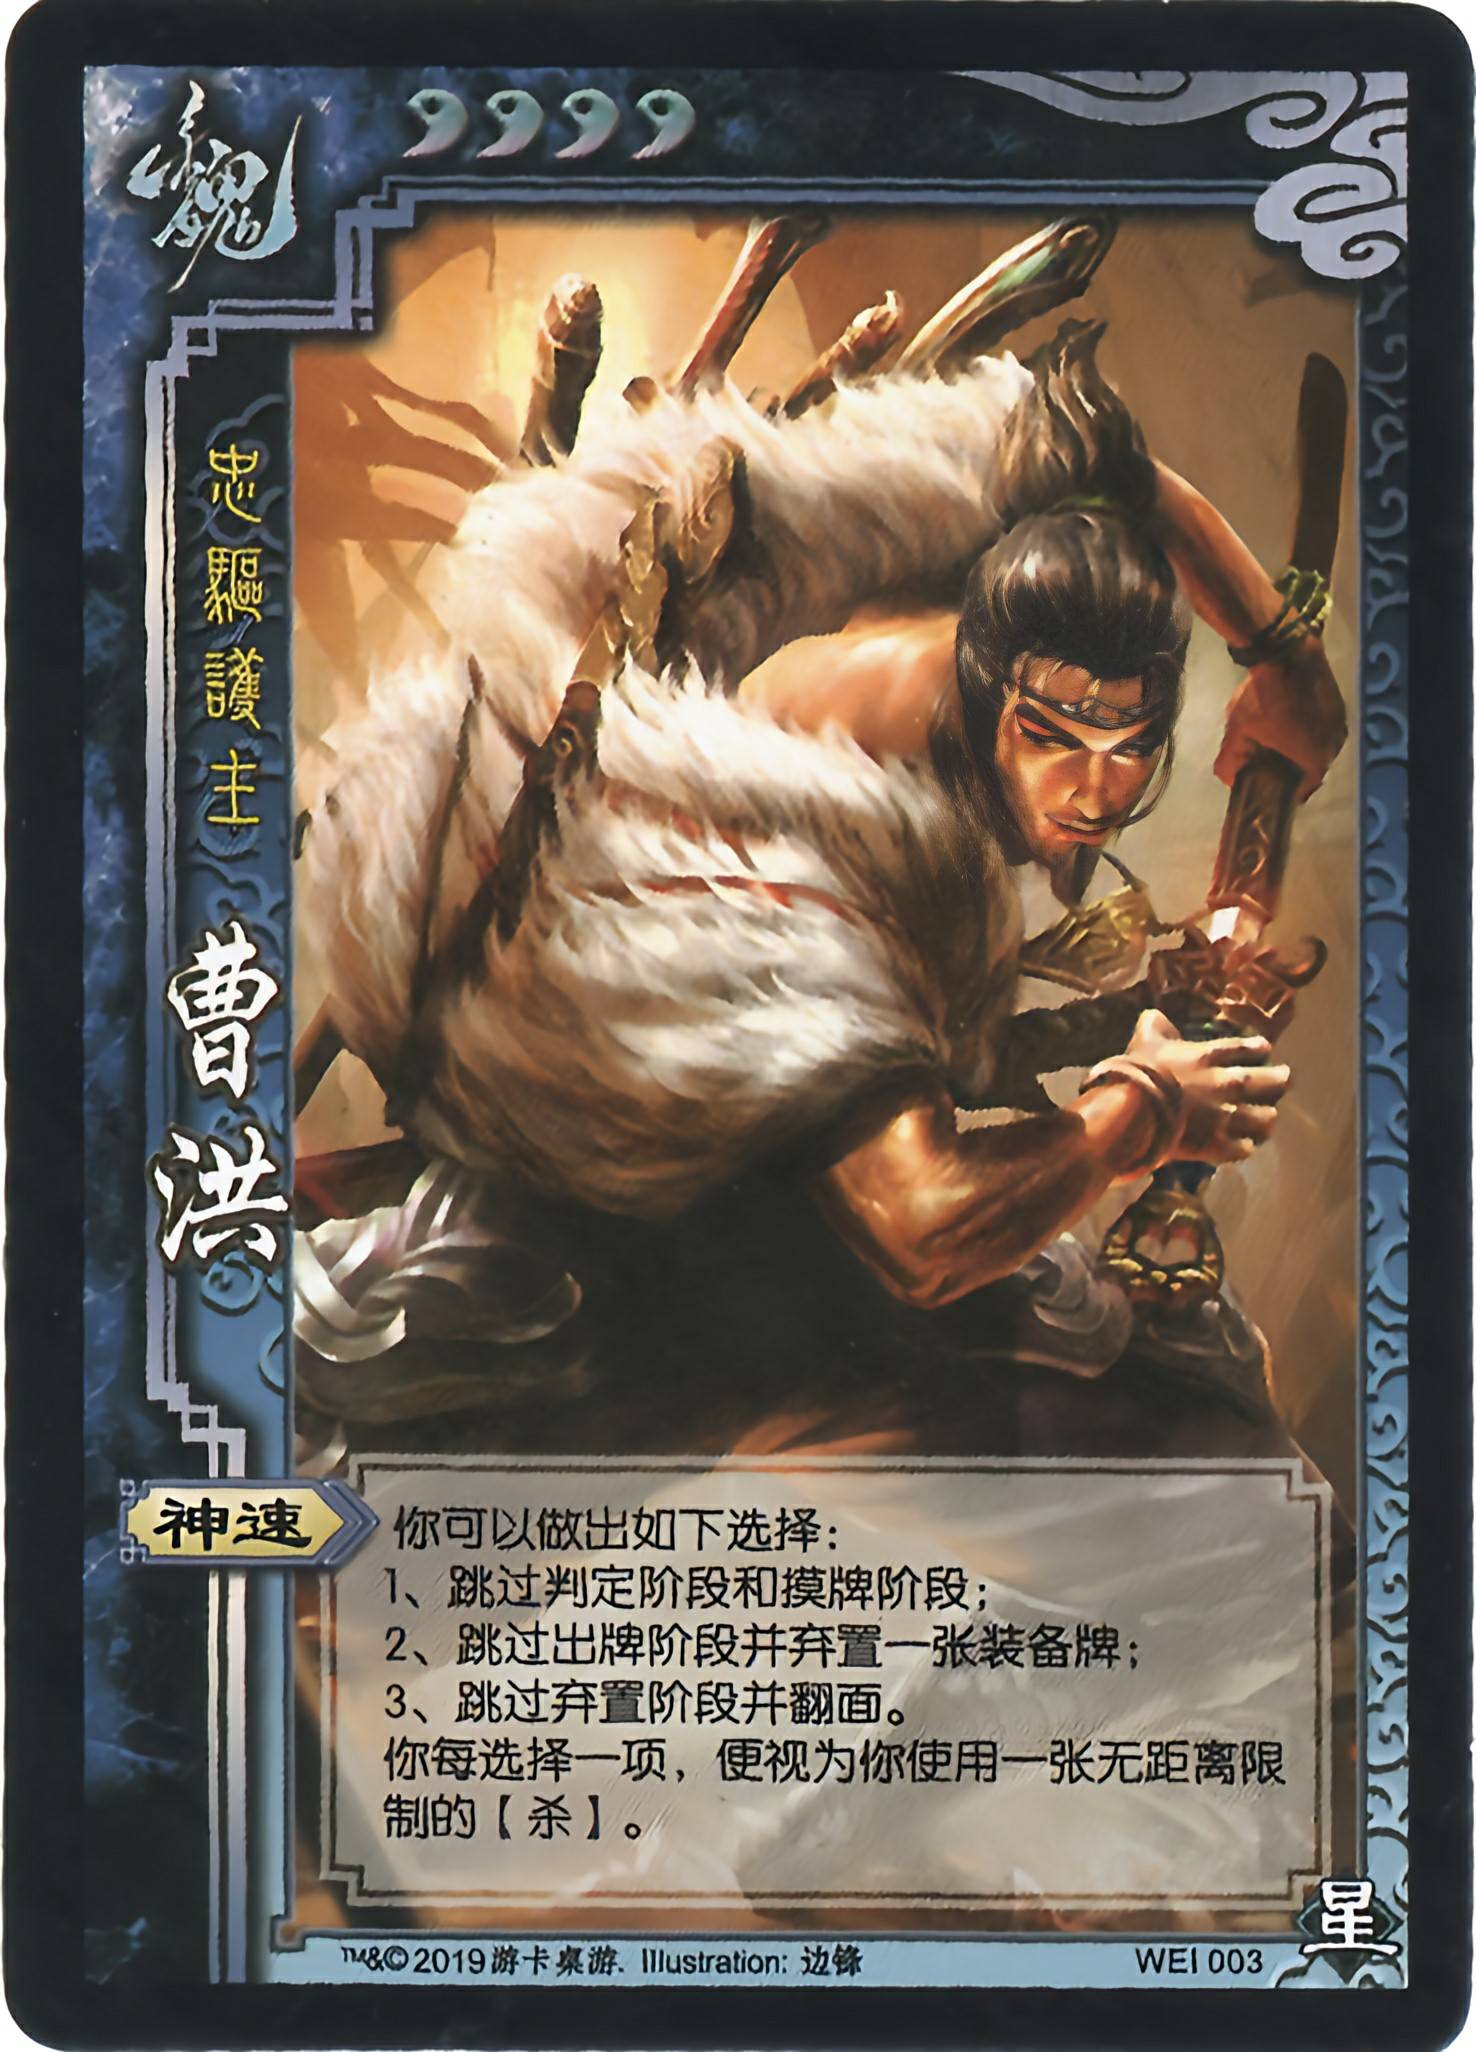 魏
忠驅護主
曹洪
神速
你可以做出如下选择：
1、跳过判定阶段和摸牌阶段；
2、跳过出牌阶段并弃置一张装备牌；
3、跳过弃置阶段并翻面。
你每选择一项，便视为你使用一张无距离限
制的【杀】。
™&©2019游卡桌游. Illustration: 边锋
WEI 003
星